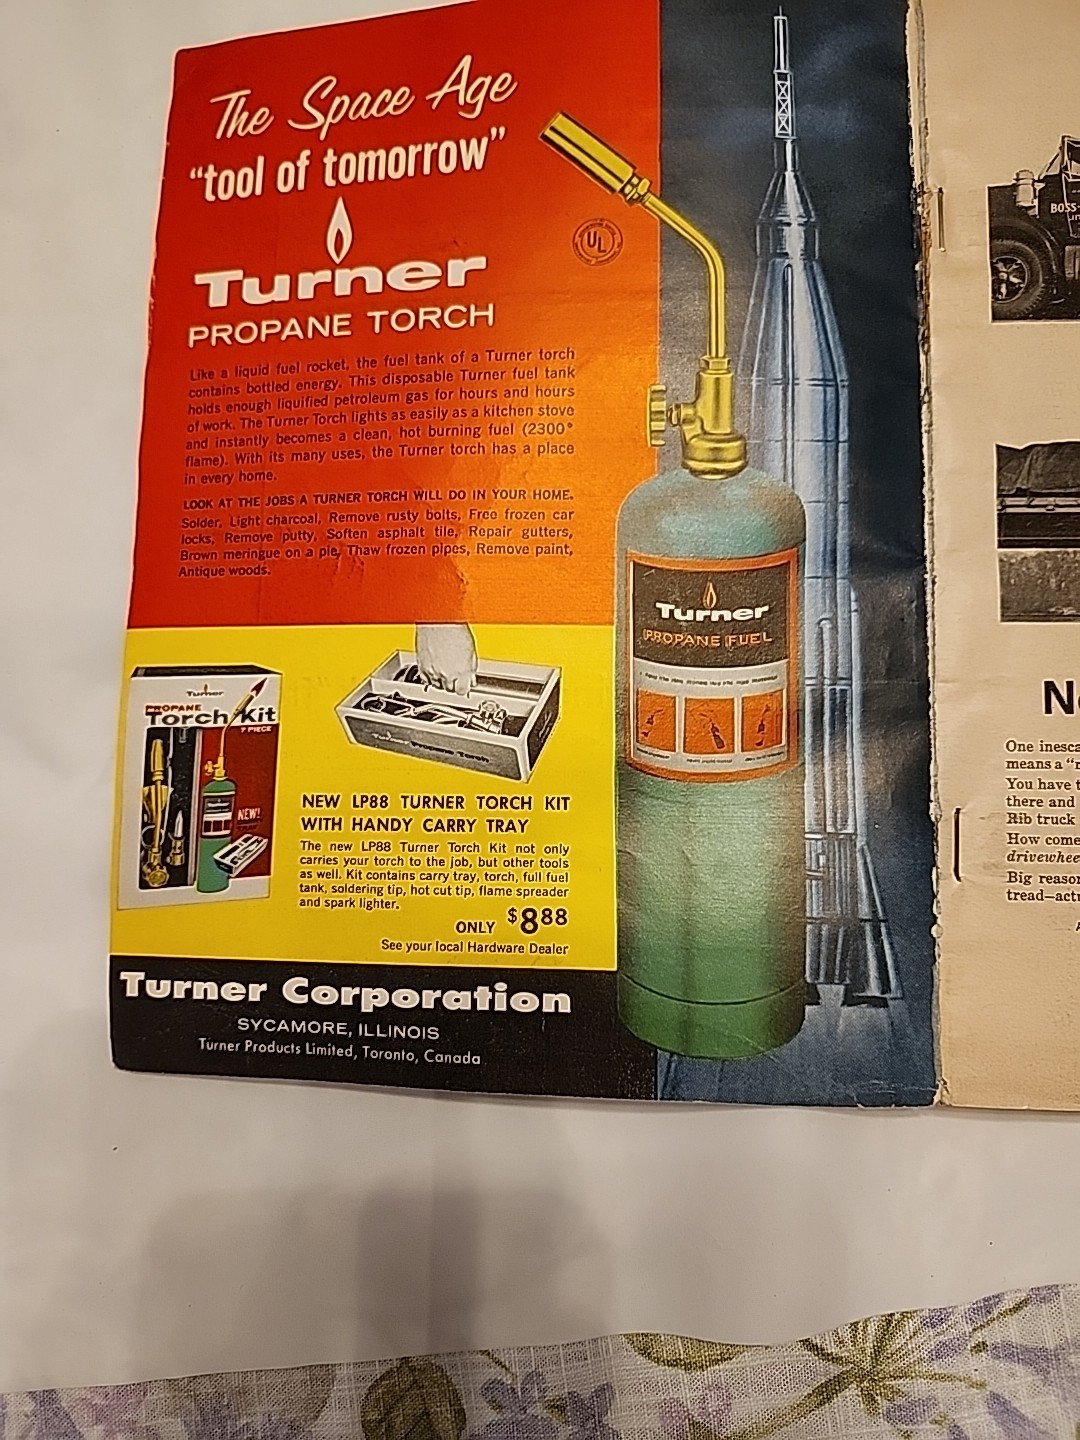 The Space Age
"tool of tomorrow"
Turner
PROPANE TORCH
UL
Like a liquid fuel rocket, the fuel tank of a Turner torch
contains bottled energy. This disposable Turner fuel tank
holds enough liquified petroleum gas for hours and hours
of work. The Turner Torch lights as easily as a kitchen stove
and instantly becomes a clean, hot burning fuel (2300°
flame). With its many uses, the Turner torch has a place
in every home.
LOOK AT THE JOBS A TURNER TORCH WILL DO IN YOUR HOME.
Solder, Light charcoal, Remove rusty bolts, Free frozen car
locks, Remove putty, Soften asphalt tile, Repair gutters,
Brown meringue on a pie, Thaw frozen pipes, Remove paint,
Antique woods.
Turner
PROPANE FUEL
Turner
PROPANE
Torch Kit
7 PIECE
NEW!
Turner Propane Torch
NEW LP88 TURNER TORCH KIT
WITH HANDY CARRY TRAY
The new LP88 Turner Torch Kit not only
carries your torch to the job, but other tools
as well. Kit contains carry tray, torch, full fuel
tank, soldering tip, hot cut tip, flame spreader
and spark lighter.
ONLY $8 88
See your local Hardware Dealer
Turner Corporation
SYCAMORE, ILLINOIS
Turner Products Limited, Toronto, Canada
BOSS
One inesca
means a "r
You have t
there and
Rib truck
How come
drivewhee
Big reason
tread—actu